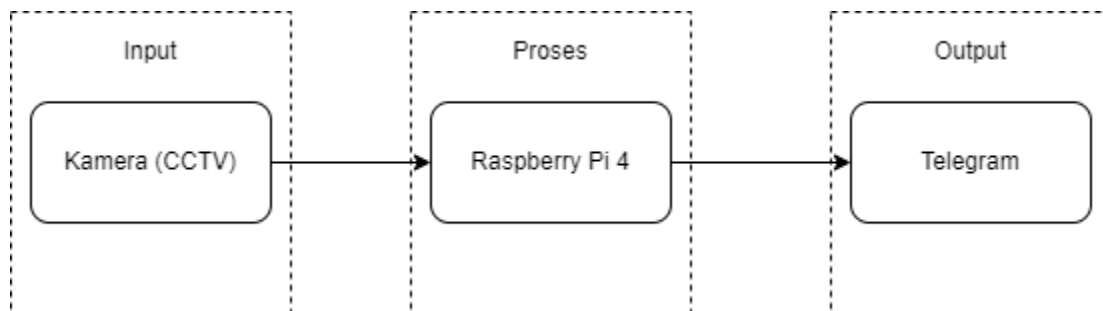 Input
Proses
Output
Kamera (CCTV)
Raspberry Pi 4
Telegram